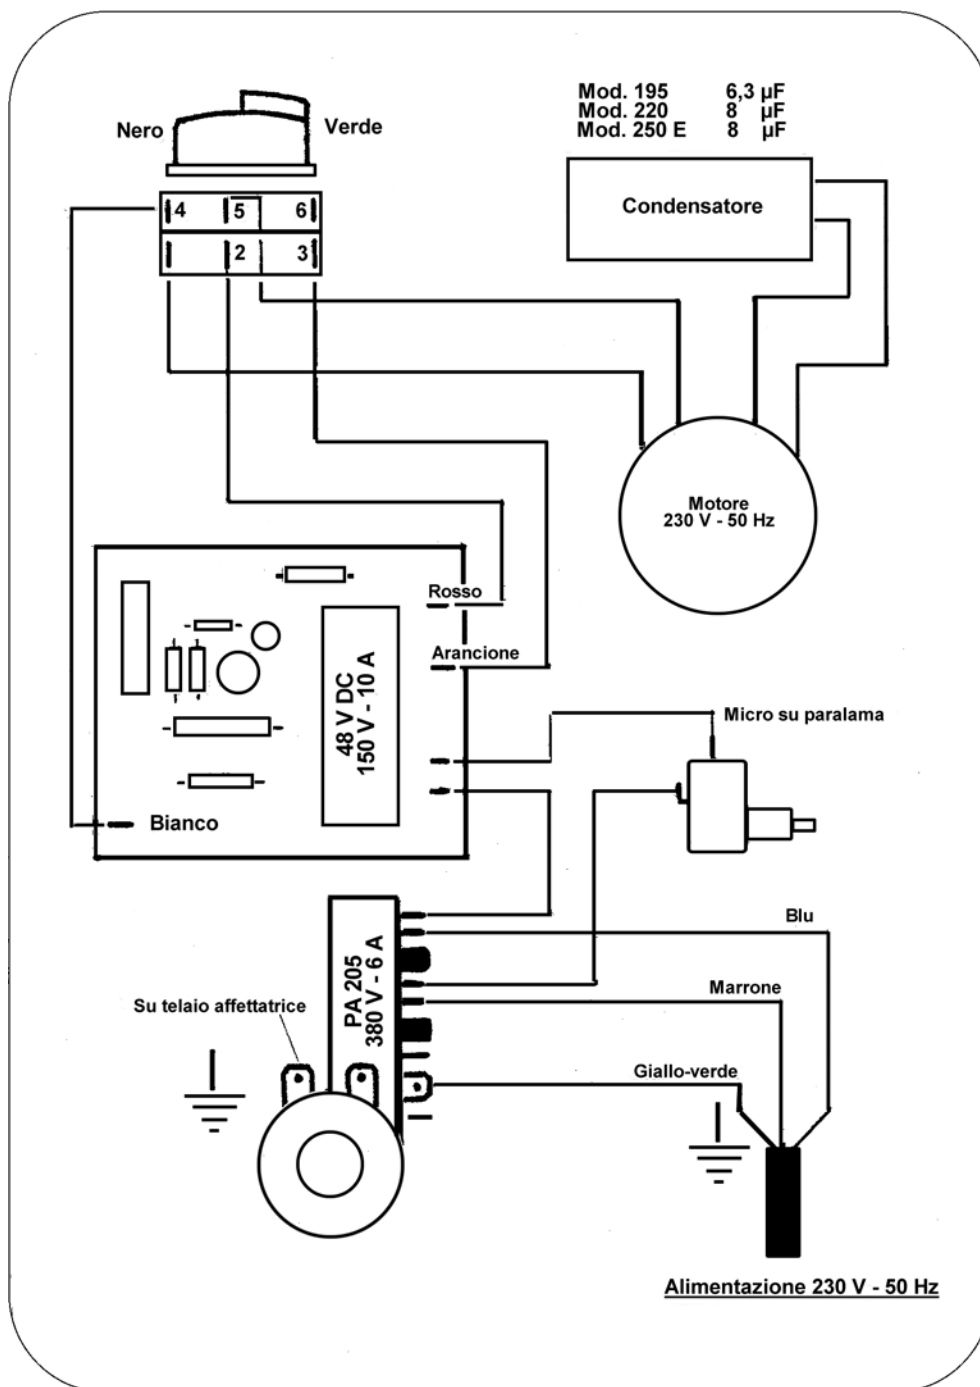 Mod. 195 6,3 µF
Mod. 220 8 µF
Mod. 250 E 8 µF
Nero
Verde
Condensatore
4 5 6
2 3
Motore
230 V - 50 Hz
Rosso
Arancione
48 V DC
150 V - 10 A
Micro su paralama
Bianco
Blu
PA 205
380 V - 6 A
Marrone
Su telaio affettatrice
Giallo-verde
Alimentazione 230 V - 50 Hz